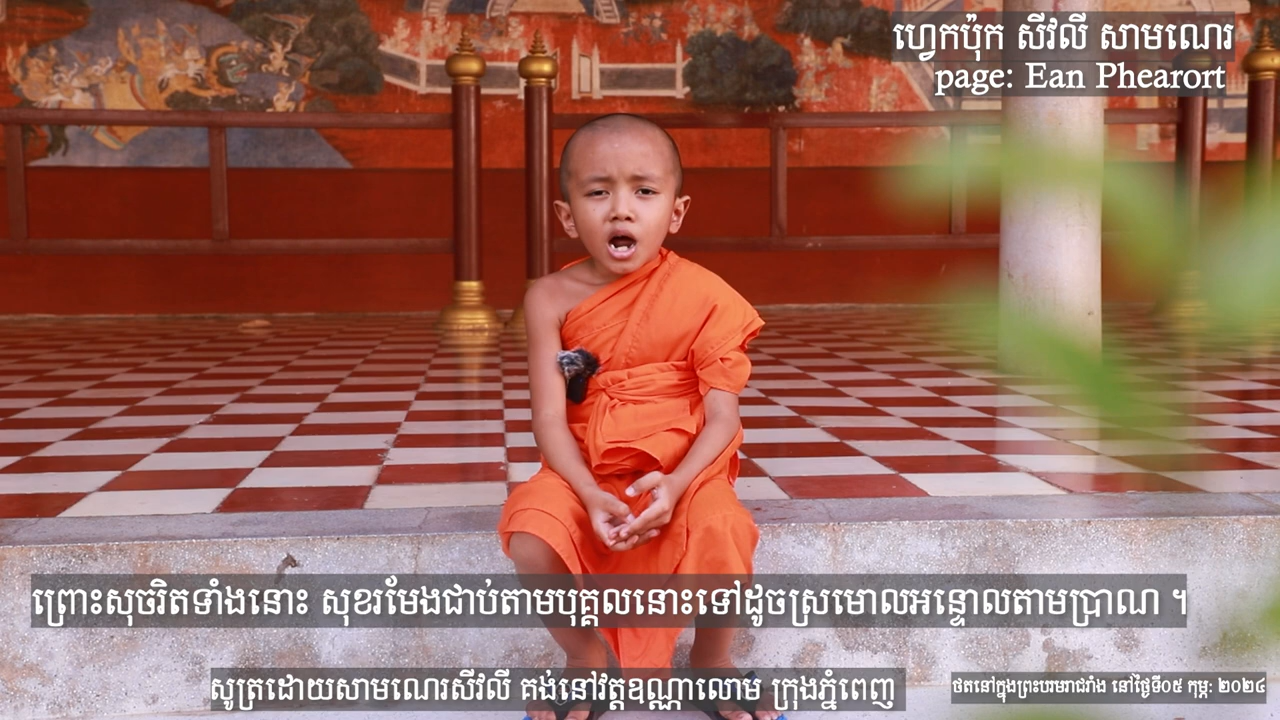 ហ្វេកប៉ុក សីវលី សាមណេរ
page: Ean Phearort
ព្រោះសុចរិតទាំងនោះ សុខរមែងជាប់តាមបុគ្គលនោះទៅដូចស្រមោលអន្ទោលតាមប្រាណ ។
សូត្រដោយសាមណេរសីវលី គង់នៅវត្តឧណ្ណាលោម ក្រុងភ្នំពេញ
ថតនៅក្នុងព្រះបរមរាជវាំង នៅថ្ងៃទី០៥ កុម្ភ: ២០២៤